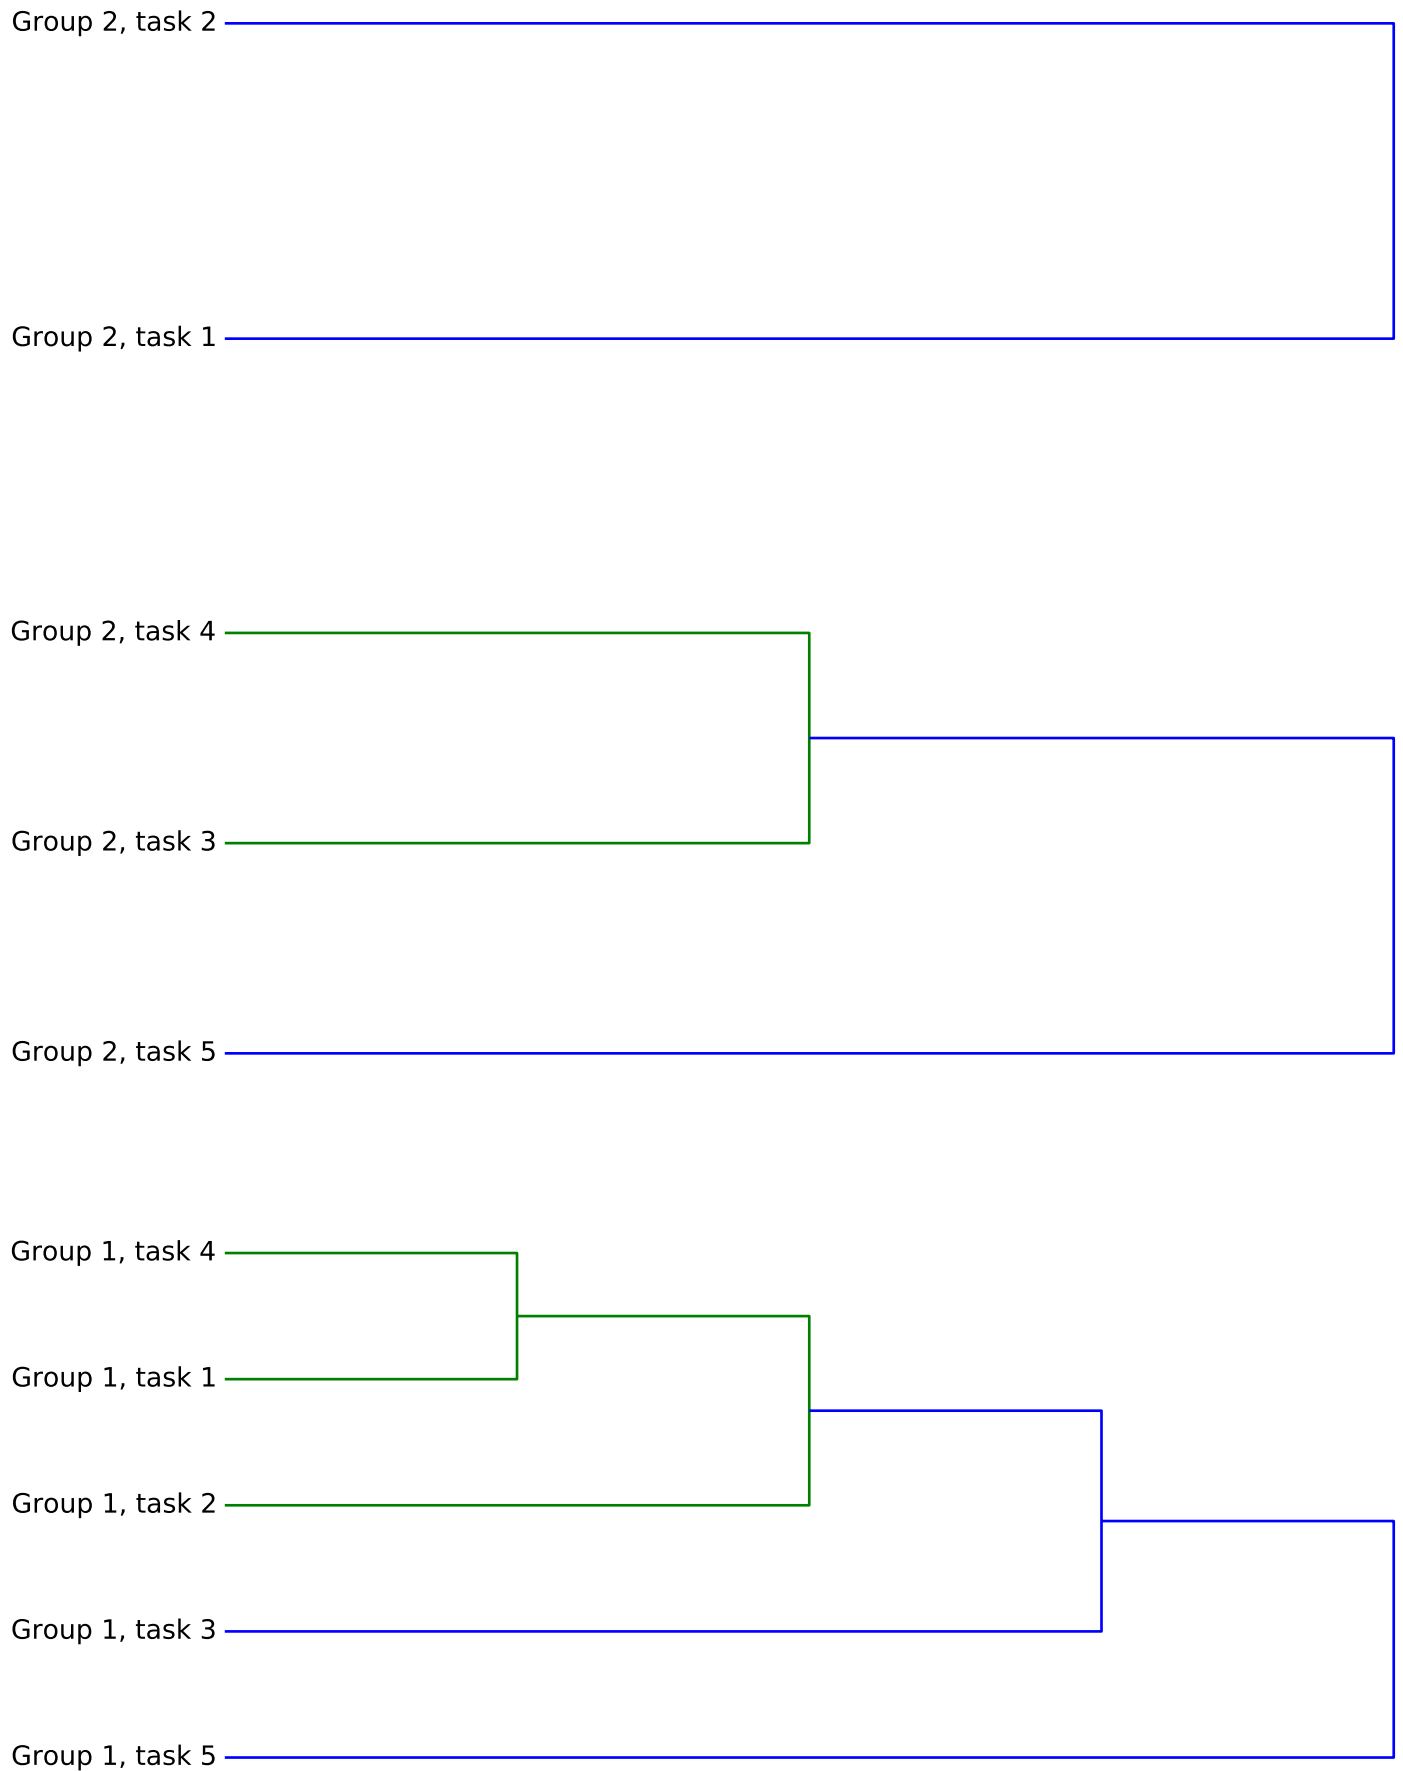 Group 2, task 2
Group 2, task 1
Group 2, task 4
Group 2, task 3
Group 2, task 5
Group 1, task 4
Group 1, task 1
Group 1, task 2
Group 1, task 3
Group 1, task 5